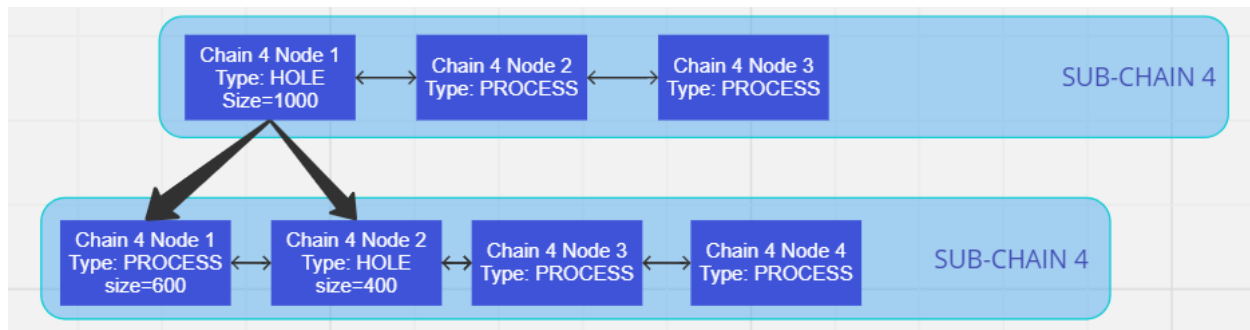 Chain 4 Node 1
Type: HOLE
Size=1000
Chain 4 Node 2
Type: PROCESS
Chain 4 Node 3
Type: PROCESS
SUB-CHAIN 4
Chain 4 Node 1
Type: PROCESS
size=600
Chain 4 Node 2
Type: HOLE
size=400
Chain 4 Node 3
Type: PROCESS
Chain 4 Node 4
Type: PROCESS
SUB-CHAIN 4